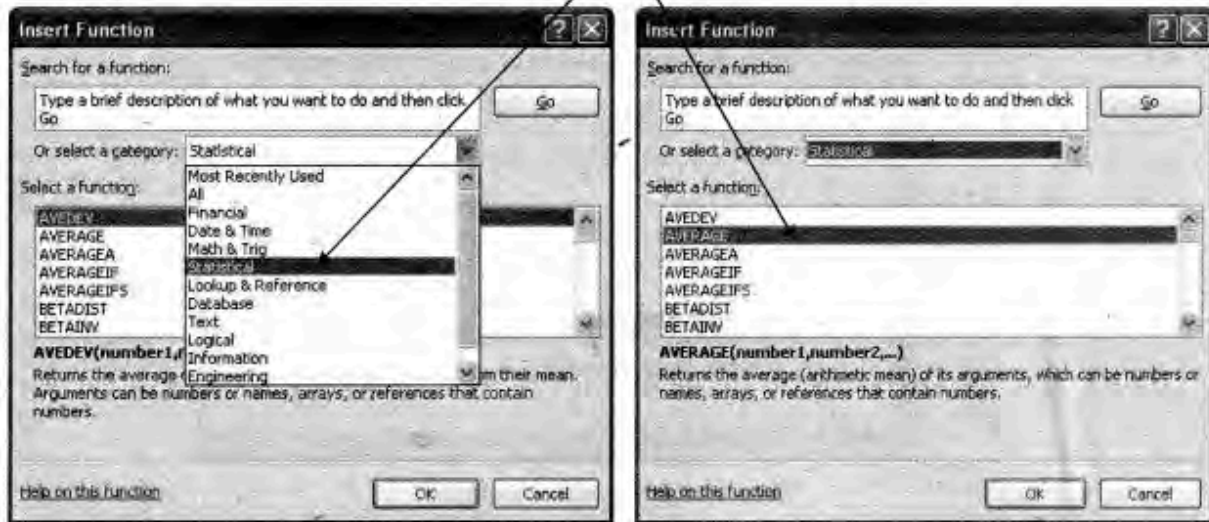 Insert Function
Search for a function:
Type a brief description of what you want to do and then click
Go
Go
Or select a category: Statistical
Most Recently Used
All
Financial
Date & Time
Math & Trig
Statistical
Lookup & Reference
Database
Text
Logical
Information
Engineering
Select a function:
AVEDEV
AVERAGE
AVERAGEA
AVERAGEIF
AVERAGEIFS
BETADIST
BETAINV
AVEDEV(number1,
Returns the average
m their mean.
Arguments can be numbers or names, arrays, or references that contain
numbers.
Help on this function
OK
Cancel
Insert Function
Search for a function:
Type a brief description of what you want to do and then click
Go
Go
Or select a category: Statistical
Select a function:
AVEDEV
AVERAGE
AVERAGEA
AVERAGEIF
AVERAGEIFS
BETADIST
BETAINV
AVERAGE(number1,number2,...)
Returns the average (arithmetic mean) of its arguments, which can be numbers or
names, arrays, or references that contain numbers.
Help on this function
OK
Cancel